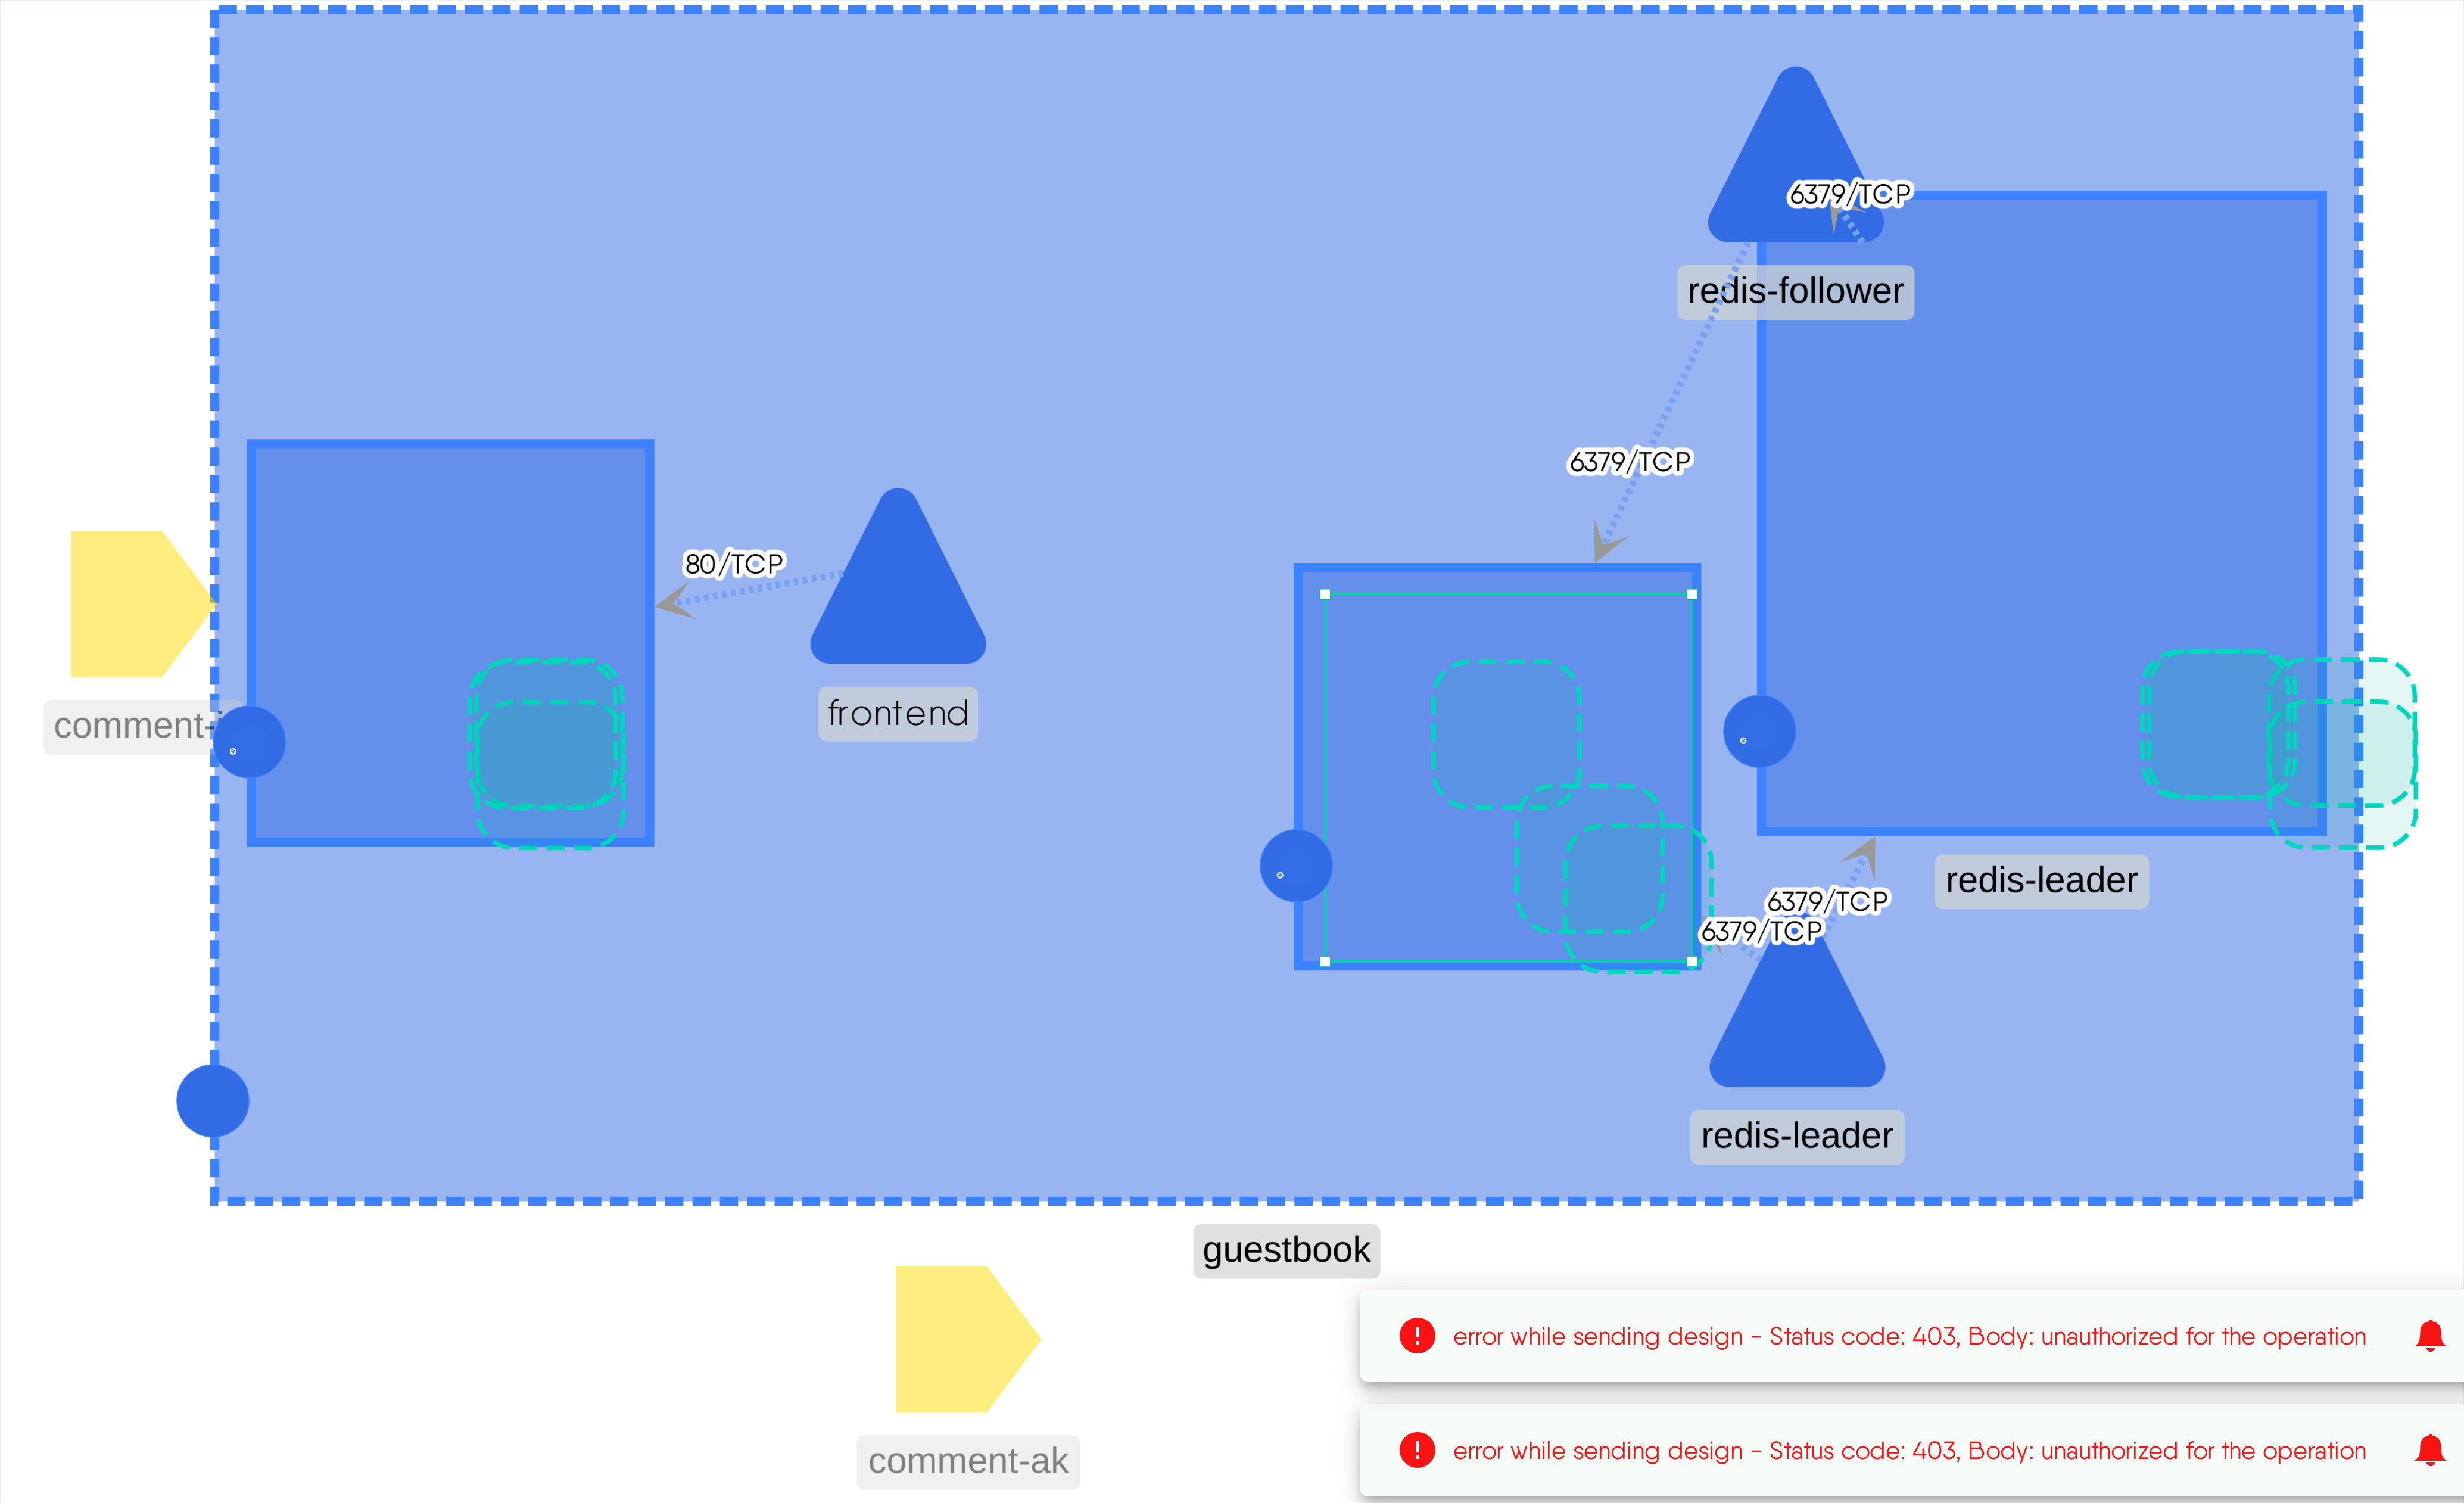 6379/TCP
redis-follower
6379/TCP
80/TCP
frontend
comment-
redis-leader
6379/TCP
6379/TCP
redis-leader
guestbook
error while sending design - Status code: 403, Body: unauthorized for the operation
comment-ak
error while sending design - Status code: 403, Body: unauthorized for the operation